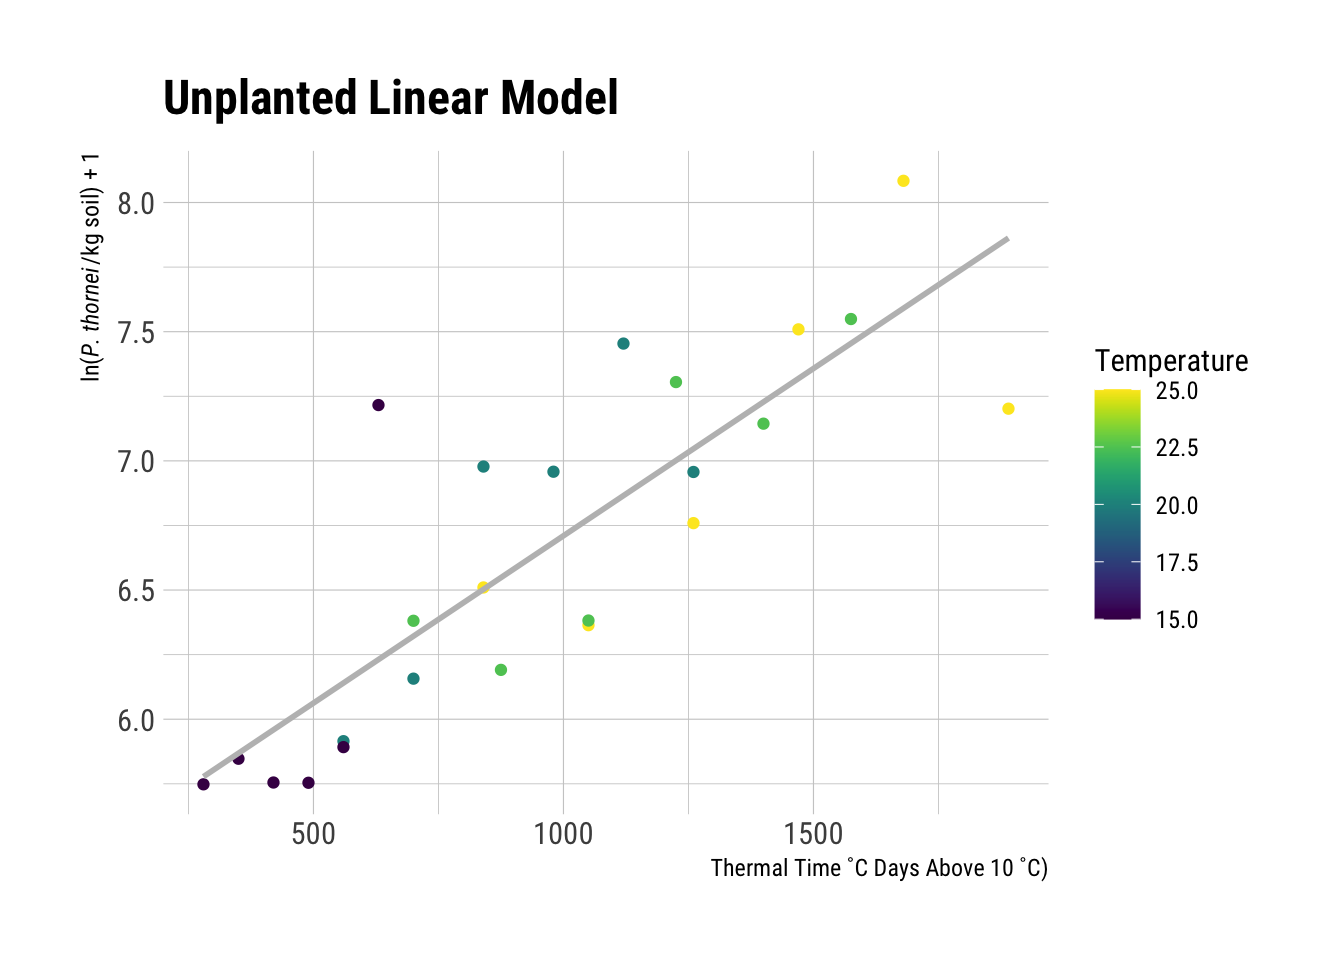 Unplanted Linear Model
ln(P. thornei/kg soil) + 1
8.0
7.5
7.0
6.5
6.0
500 1000 1500
Thermal Time ˚C Days Above 10 ˚C)
Temperature
25.0
22.5
20.0
17.5
15.0